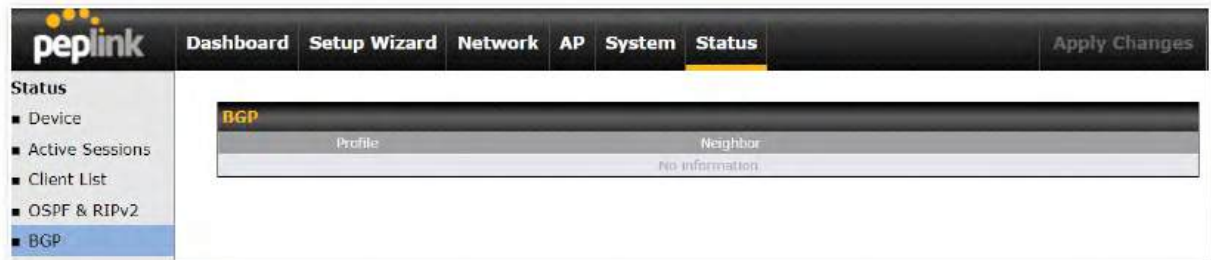 peplink
Dashboard Setup Wizard Network AP System Status Apply Changes
Status
Device
Active Sessions
Client List
OSPF & RIPv2
BGP
BGP
Profile Neighbor
No information